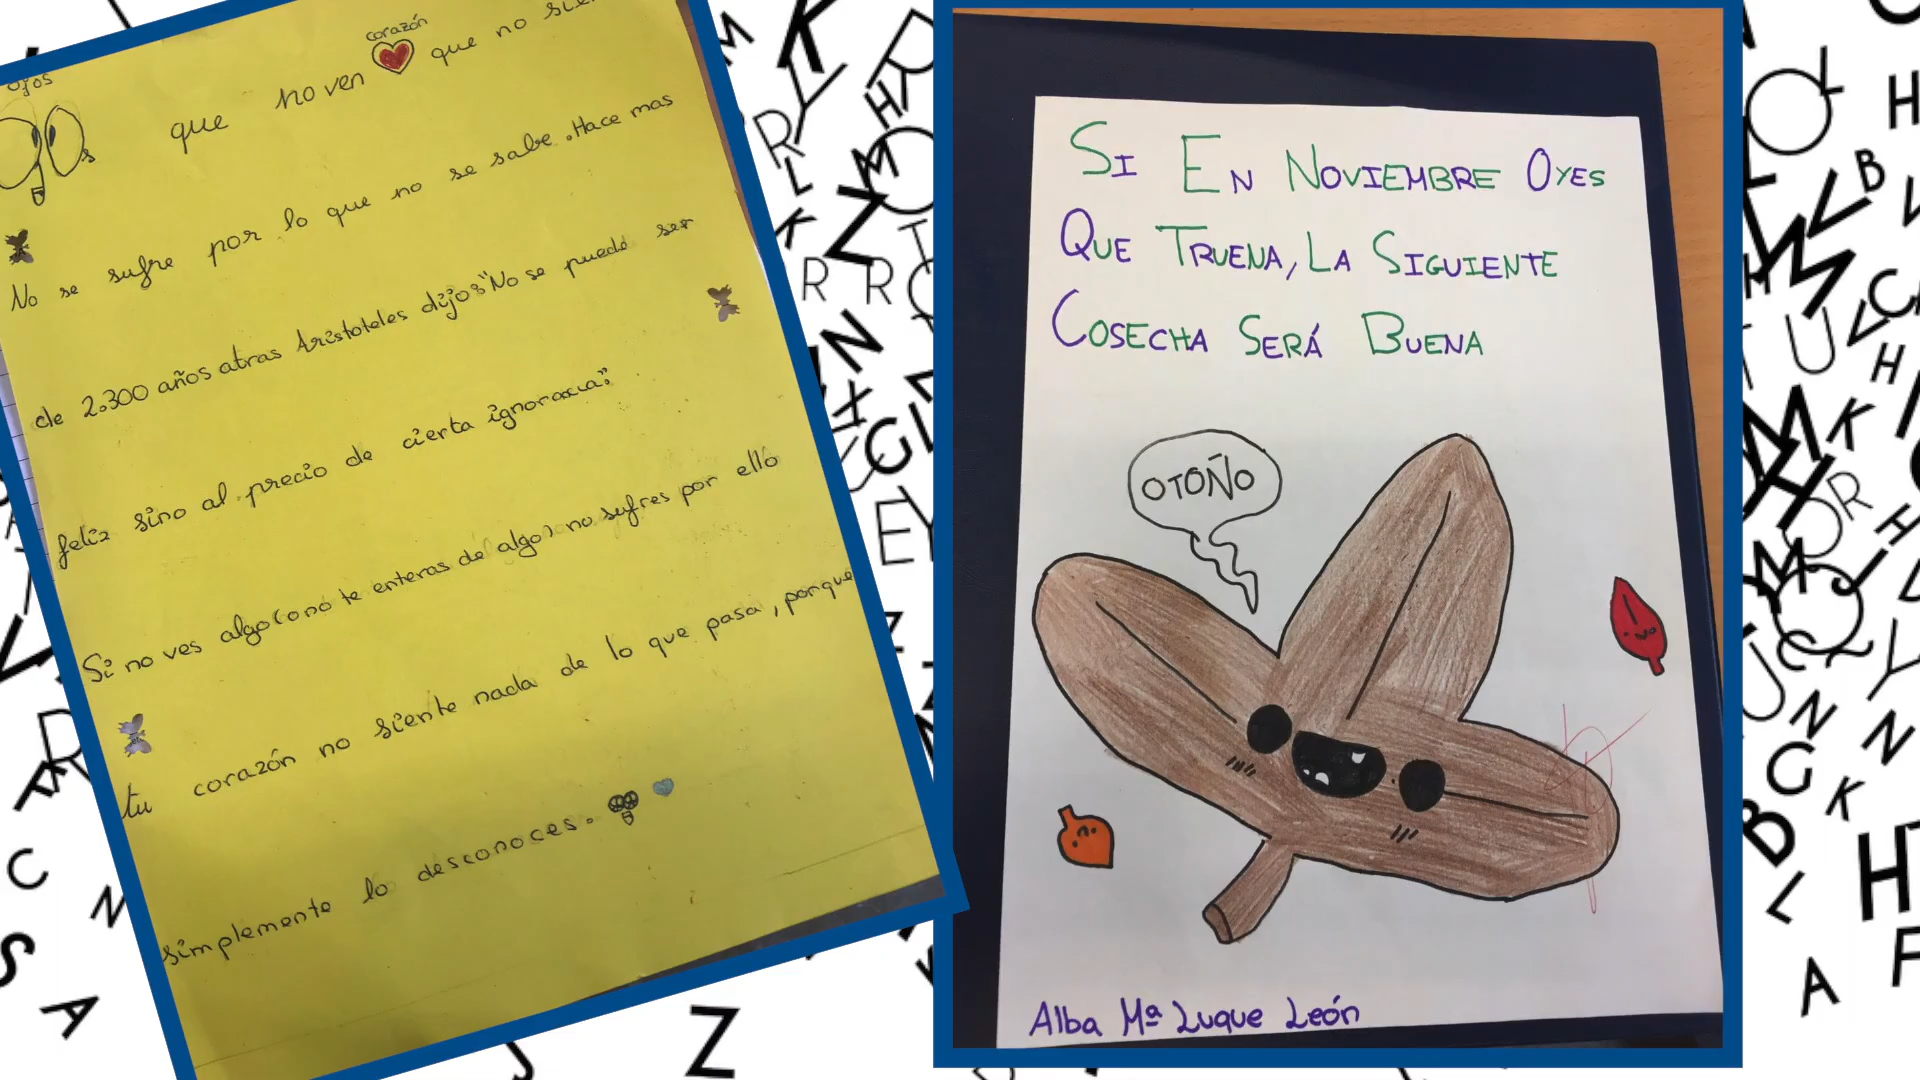 ojos
corazón
que no ven que no
No se sufre por lo que no se sabe. Hace mas
de 2.300 años atras Aristoteles dijo: "No se puede ser
feliz sino al precio de cierta ignorancia".
Si no ves algo (o no te enteras de algo) no sufres por ello
tu corazón no siente nada de lo que pasa, porque
simplemente lo desconoces.
SI EN NOVIEMBRE OYES
QUE TRUENA, LA SIGUIENTE
COSECHA SERÁ BUENA
OTOÑO
Alba Mª Luque León